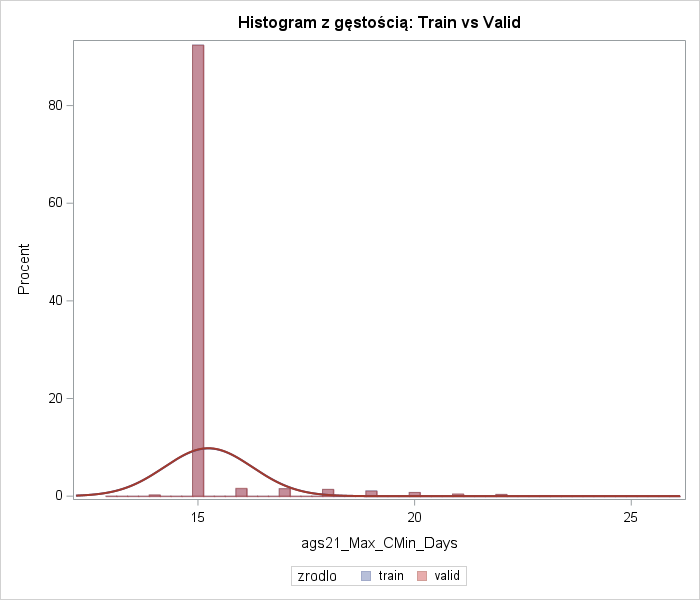 Histogram z gęstością: Train vs Valid
Procent
80
60
40
20
0
15
20
25
ags21_Max_CMin_Days
zrodlo train valid